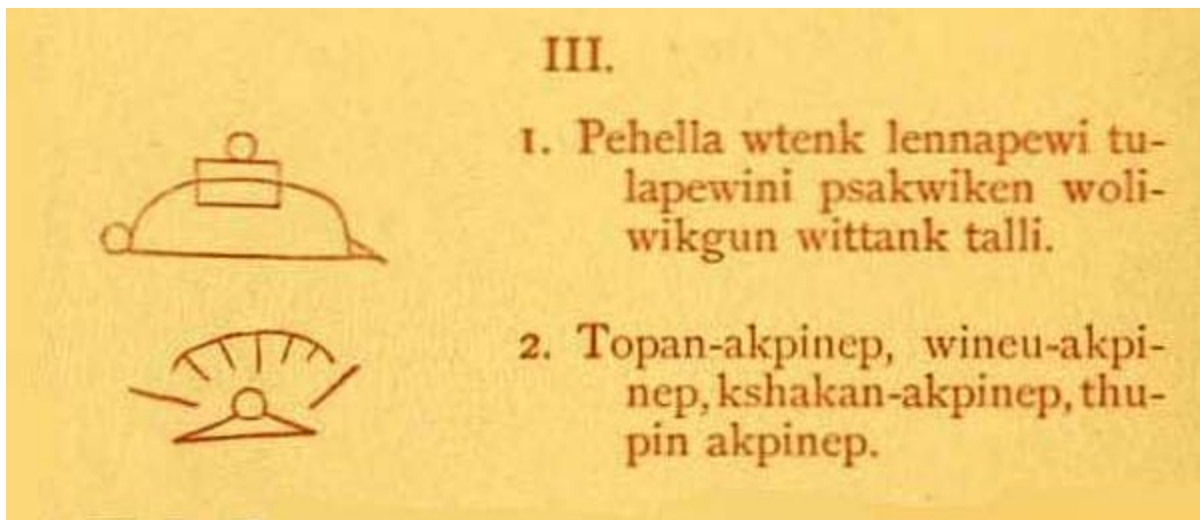 III.
1. Pehella wtenk lennapewi tu-
lapewini psakwiken woli-
wikgun wittank talli.
2. Topan-akpinep, wineu-akpi-
nep, kshakan-akpinep, thu-
pin akpinep.